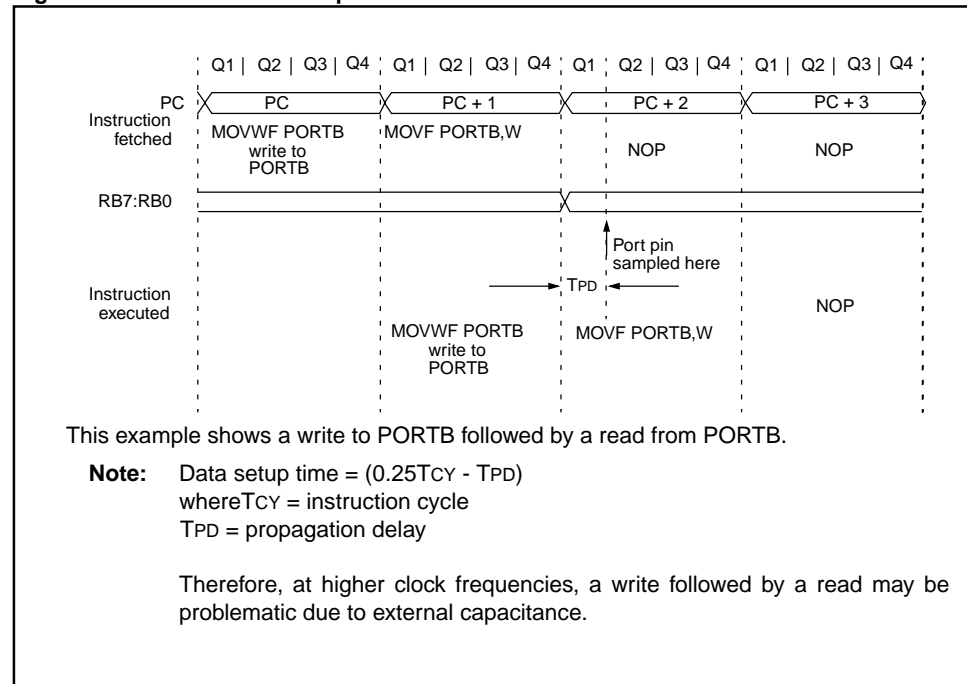 Q1 | Q2 | Q3 | Q4 Q1 | Q2 | Q3 | Q4 Q1 | Q2 | Q3 | Q4 Q1 | Q2 | Q3 | Q4
PC PC PC + 1 PC + 2 PC + 3
Instruction
fetched
MOVWF PORTB
write to
PORTB
MOVF PORTB,W
NOP
NOP
RB7:RB0
Port pin
sampled here
TPD
Instruction
executed
MOVWF PORTB
write to
PORTB
MOVF PORTB,W
NOP
This example shows a write to PORTB followed by a read from PORTB.
Note: Data setup time = (0.25TCY - TPD)
whereTCY = instruction cycle
TPD = propagation delay
Therefore, at higher clock frequencies, a write followed by a read may be
problematic due to external capacitance.